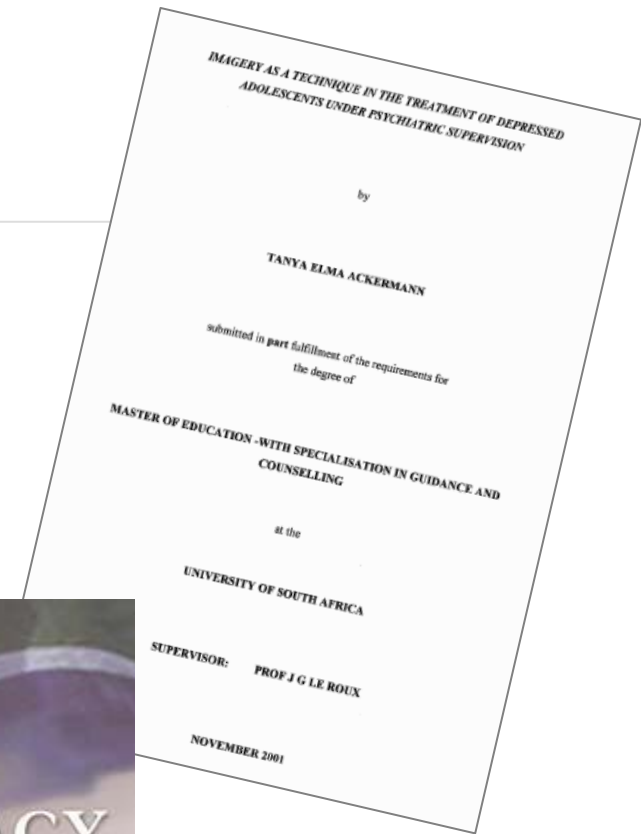 IMAGERY AS A TECHNIQUE IN THE TREATMENT OF DEPRESSED
ADOLESCENTS UNDER PSYCHIATRIC SUPERVISION
by
TANYA ELMA ACKERMANN
submitted in part fulfillment of the requirements for
the degree of
MASTER OF EDUCATION -WITH SPECIALISATION IN GUIDANCE AND
COUNSELLING
at the
UNIVERSITY OF SOUTH AFRICA
SUPERVISOR: PROF J G LE ROUX
NOVEMBER 2001